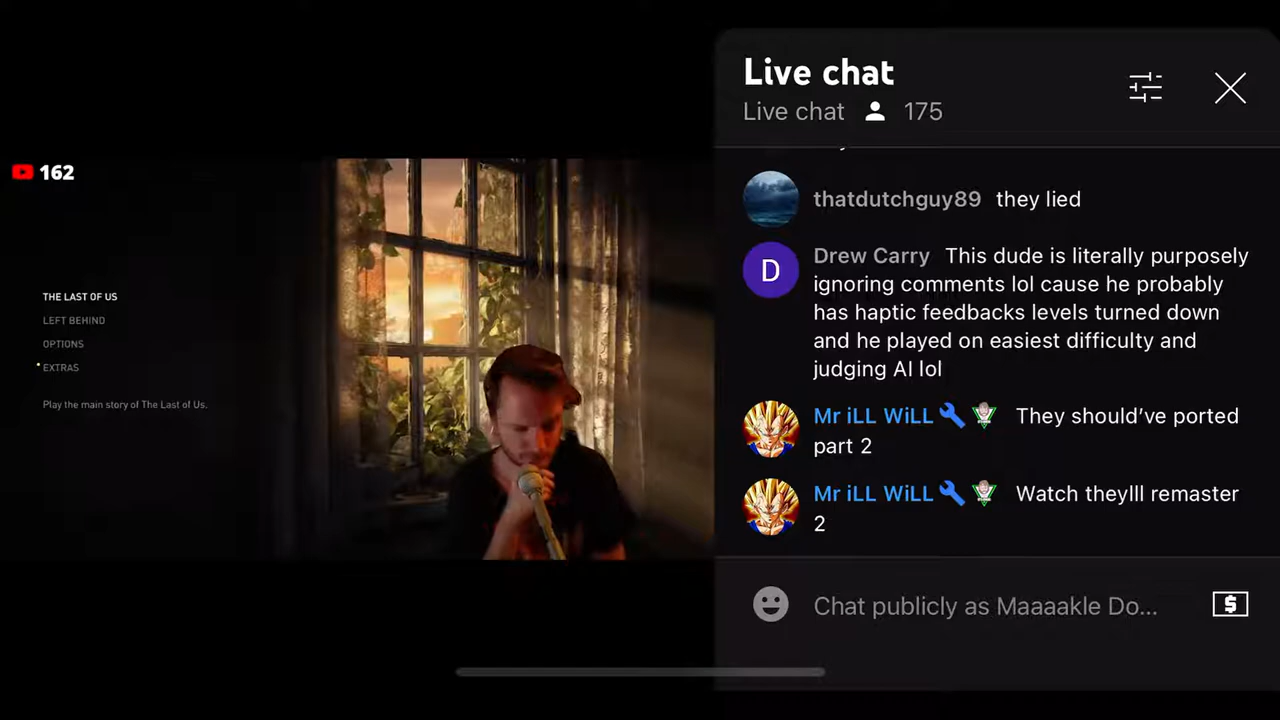 162
THE LAST OF US
LEFT BEHIND
OPTIONS
EXTRAS
Play the main story of The Last of Us.
Live chat
Live chat 175
thatdutchguy89 they lied
D
Drew Carry This dude is literally purposely
ignoring comments lol cause he probably
has haptic feedbacks levels turned down
and he played on easiest difficulty and
judging AI lol
Mr iLL WiLL They should've ported
part 2
Mr iLL WiLL Watch theylll remaster
2
Chat publicly as Maaaakle Do...
$